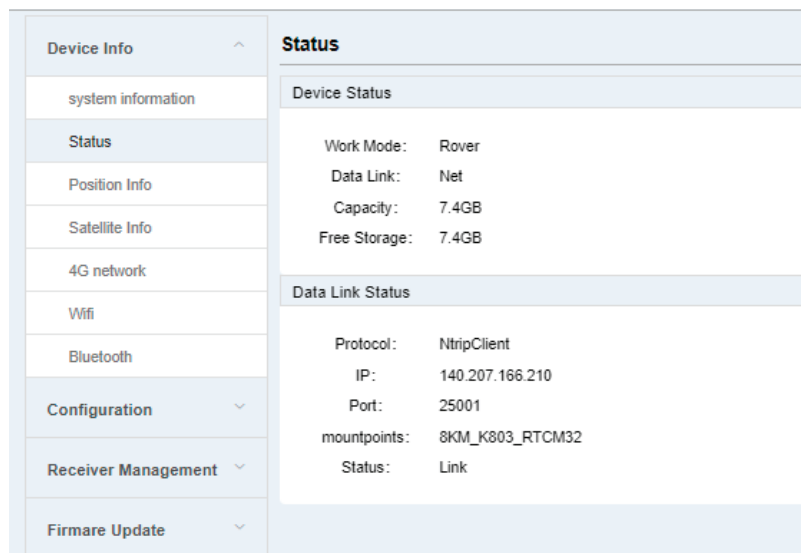 Device Info
system information
Status
Position Info
Satellite Info
4G network
Wifi
Bluetooth
Configuration
Receiver Management
Firmare Update
Status
Device Status
Work Mode: Rover
Data Link: Net
Capacity: 7.4GB
Free Storage: 7.4GB
Data Link Status
Protocol: NtripClient
IP: 140.207.166.210
Port: 25001
mountpoints: 8KM_K803_RTCM32
Status: Link